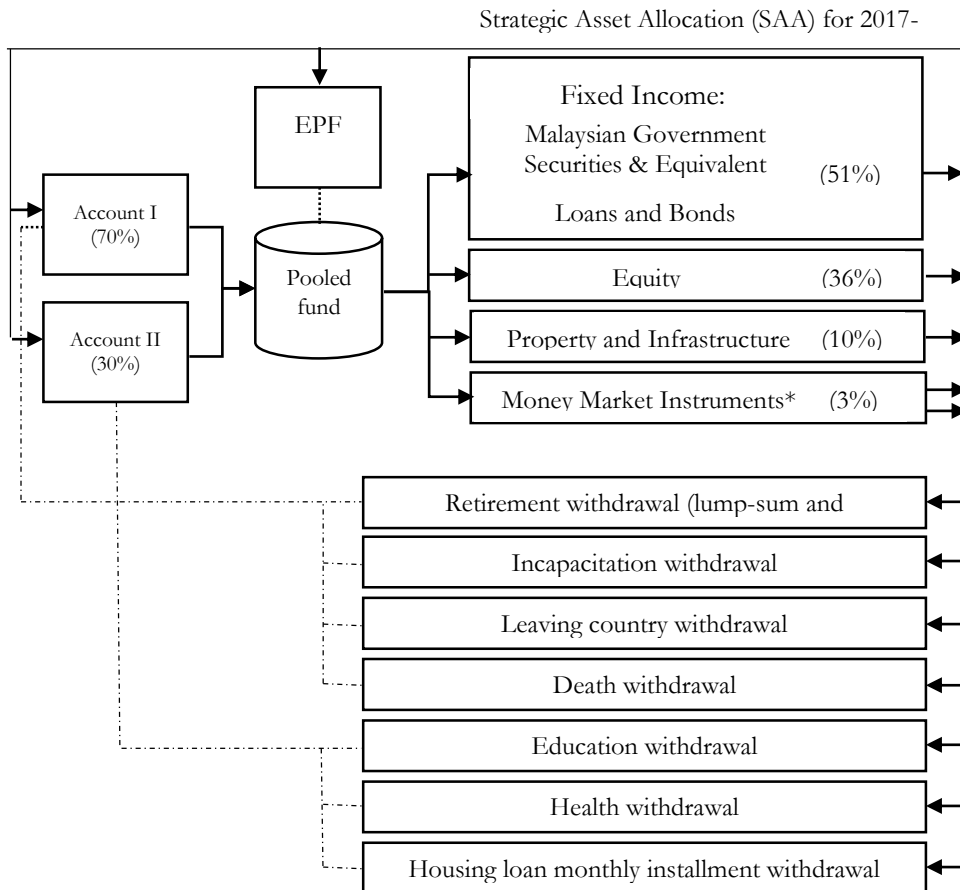 Strategic Asset Allocation (SAA) for 2017-
EPF
Fixed Income:
Malaysian Government
Securities & Equivalent
(51%)
Loans and Bonds
Account I
(70%)
Pooled
fund
Equity (36%)
Account II
(30%)
Property and Infrastructure (10%)
Money Market Instruments* (3%)
Retirement withdrawal (lump-sum and
Incapacitation withdrawal
Leaving country withdrawal
Death withdrawal
Education withdrawal
Health withdrawal
Housing loan monthly installment withdrawal